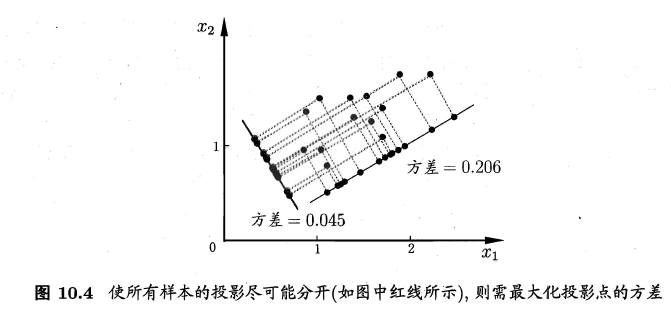 x₂
1
方差 = 0.206
方差 = 0.045
0
1
2
x₁
图 10.4 使所有样本的投影尽可能分开(如图中红线所示), 则需最大化投影点的方差